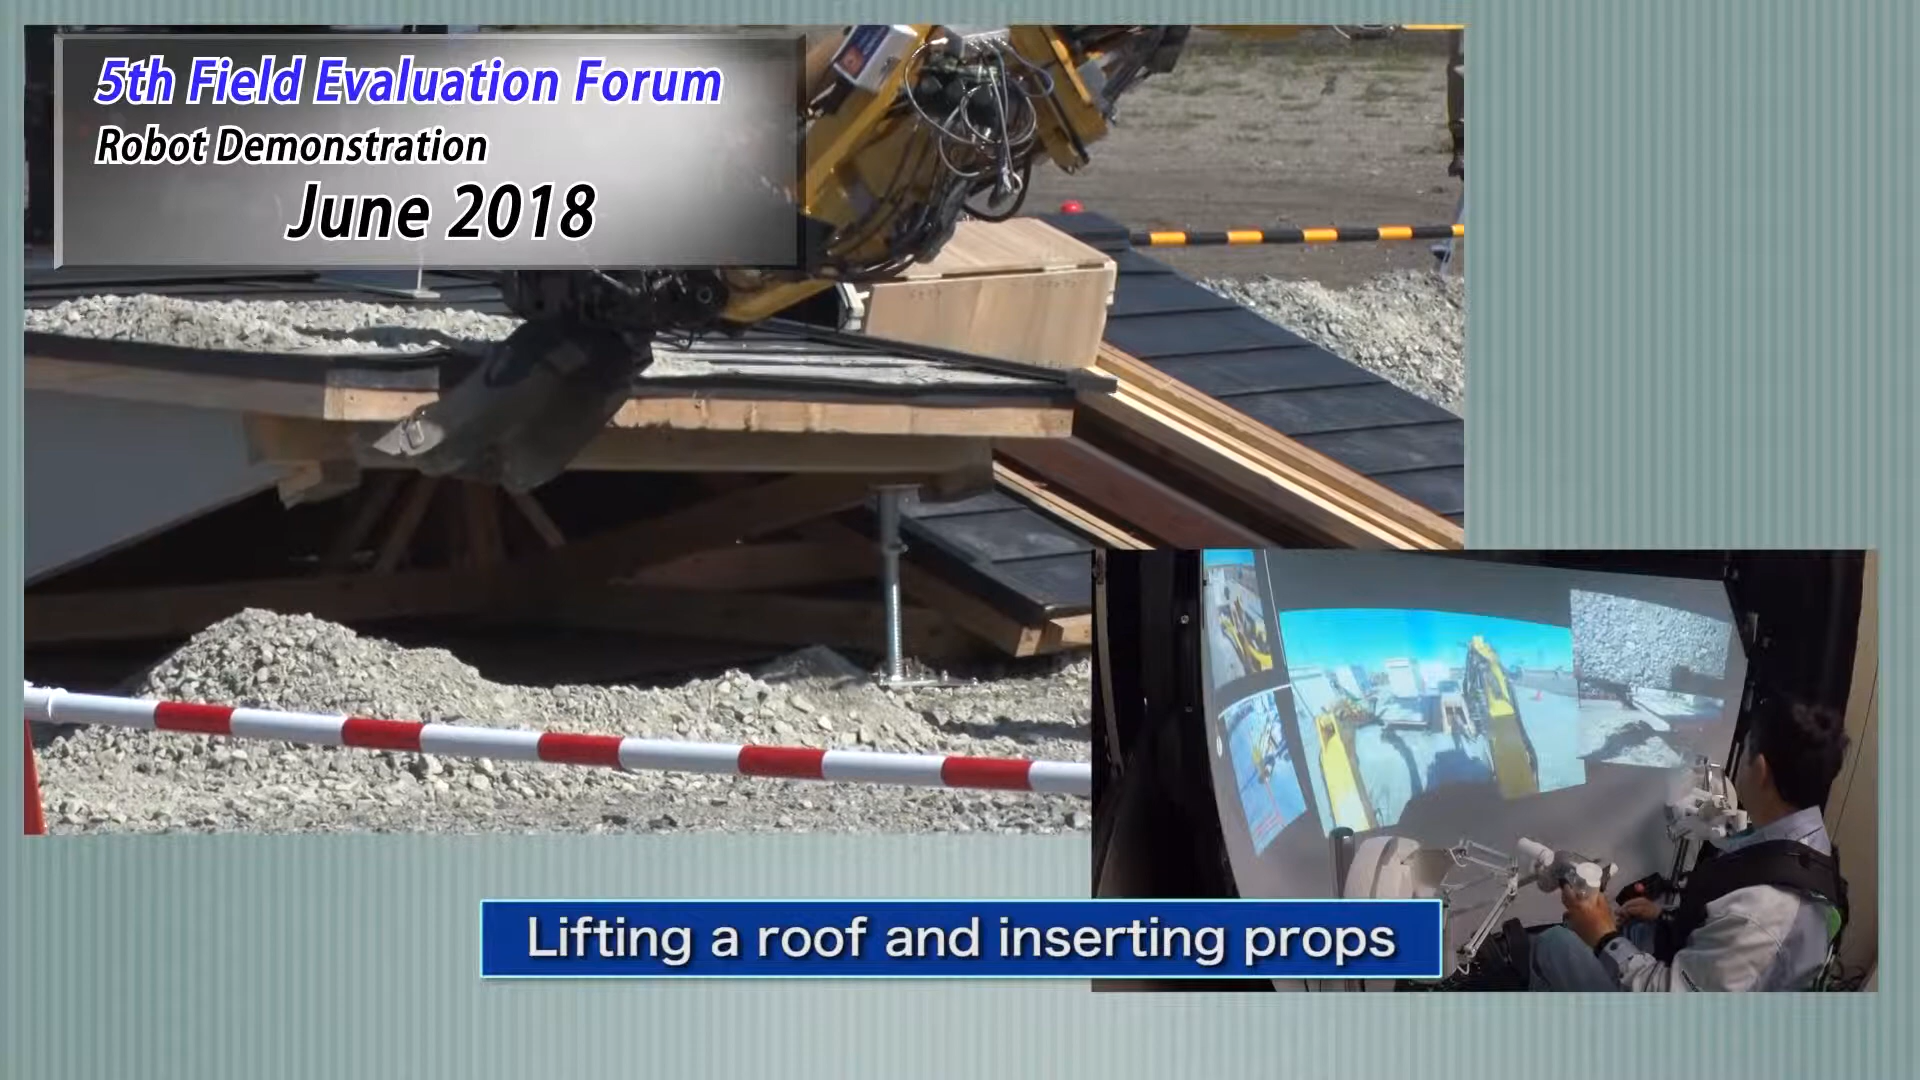 5th Field Evaluation Forum
Robot Demonstration
June 2018
Lifting a roof and inserting props